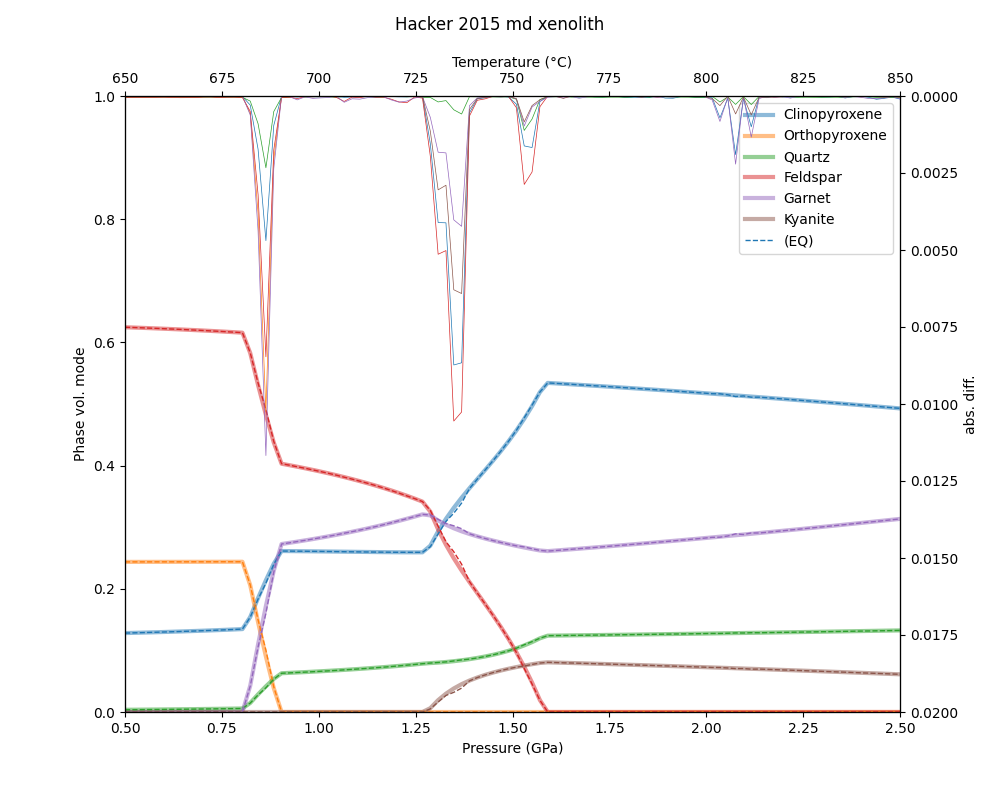 Hacker 2015 md xenolith
Temperature (°C)
650 675 700 725 750 775 800 825 850
1.0 0.8 0.6 0.4 0.2 0.0
Phase vol. mode
Clinopyroxene
Orthopyroxene
Quartz
Feldspar
Garnet
Kyanite
(EQ)
0.0000 0.0025 0.0050 0.0075 0.0100 0.0125 0.0150 0.0175 0.0200
abs. diff.
0.50 0.75 1.00 1.25 1.50 1.75 2.00 2.25 2.50
Pressure (GPa)